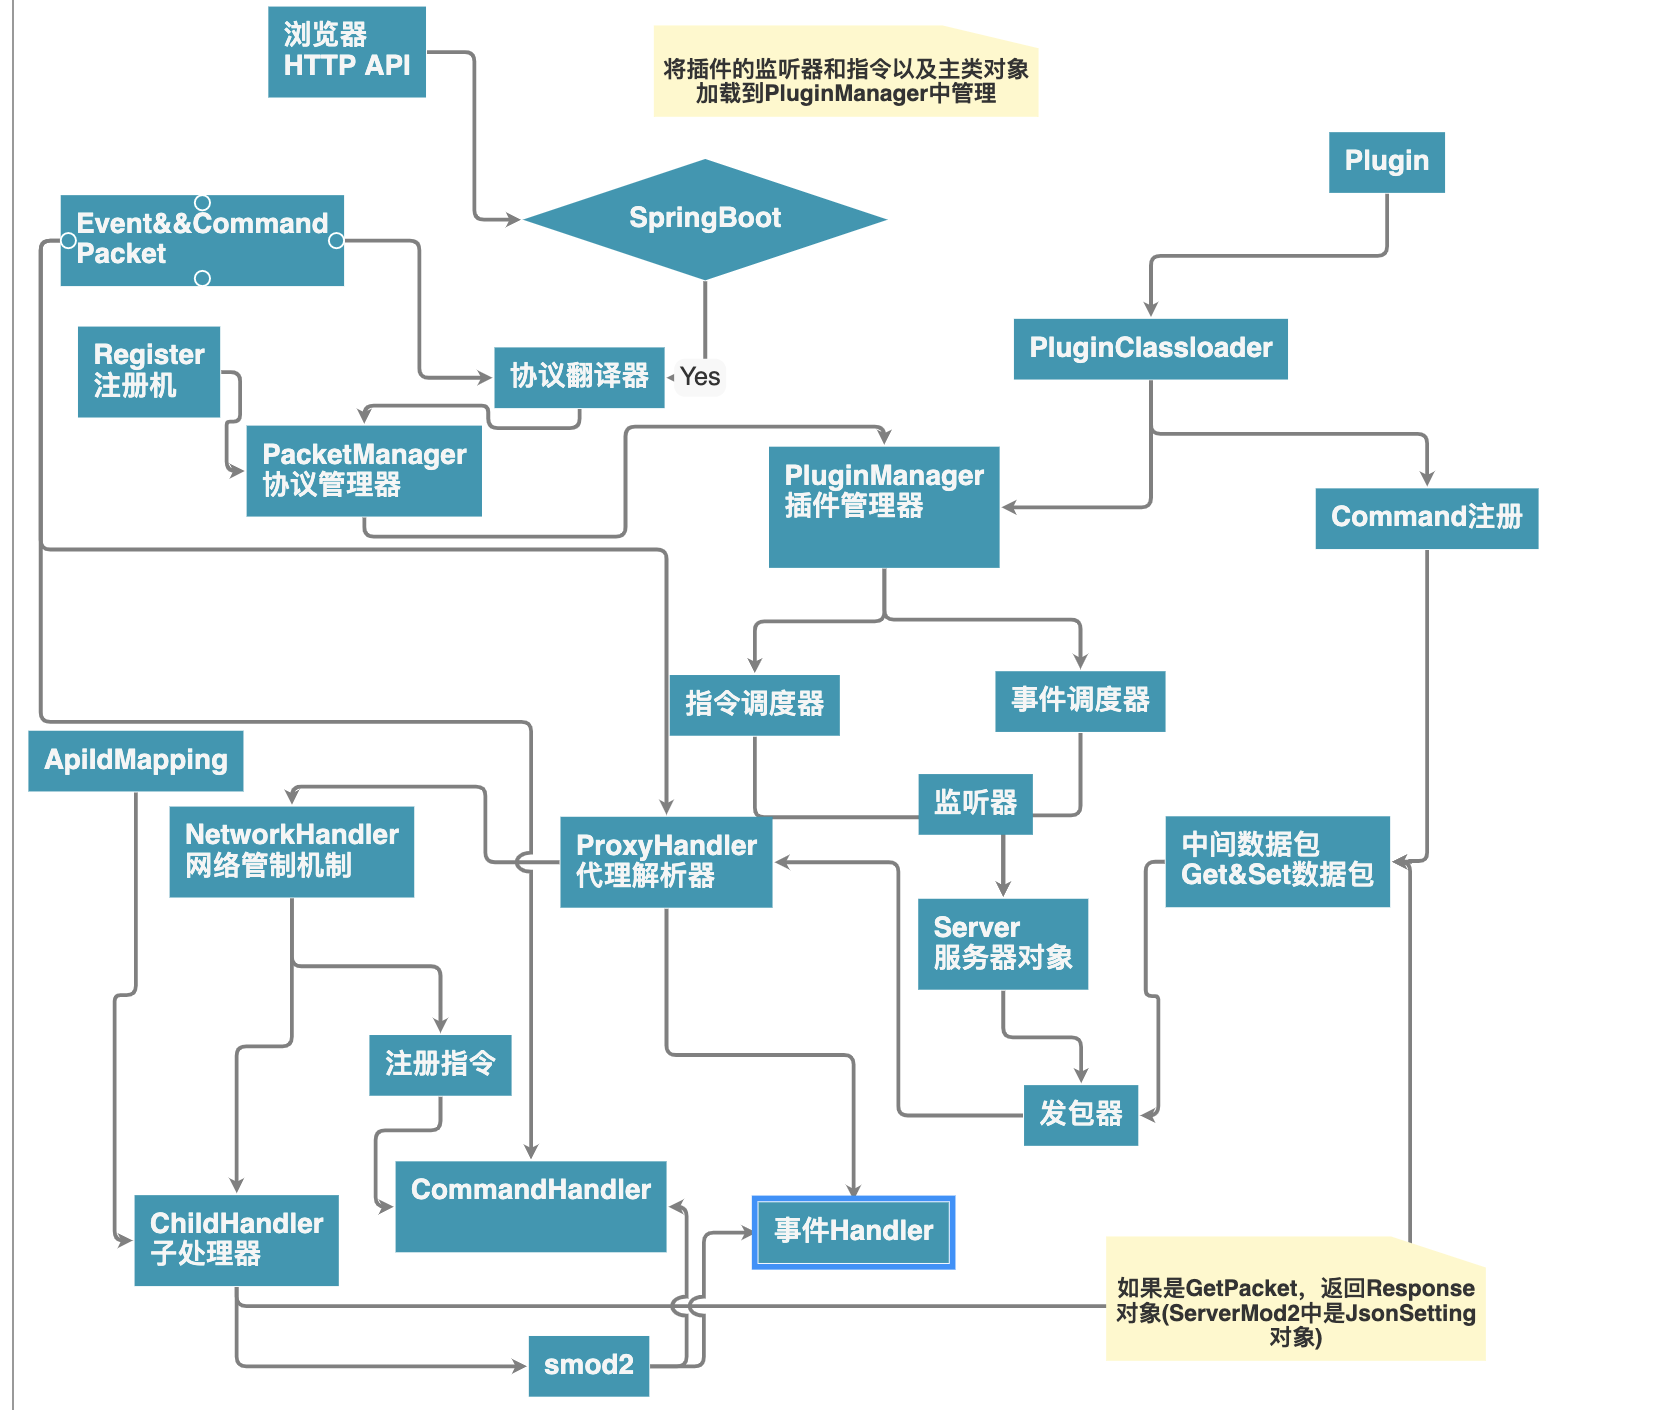 浏览器
HTTP API
将插件的监听器和指令以及主类对象
加载到PluginManager中管理
Plugin
SpringBoot
Event&&Command
Packet
PluginClassloader
Register
注册机
协议翻译器
Yes
PacketManager
协议管理器
PluginManager
插件管理器
Command注册
指令调度器
事件调度器
ApiIdMapping
监听器
NetworkHandler
网络管制机制
ProxyHandler
代理解析器
中间数据包
Get&Set数据包
Server
服务器对象
注册指令
发包器
CommandHandler
ChildHandler
子处理器
事件Handler
如果是GetPacket，返回Response
对象(ServerMod2中是JsonSetting
对象)
smod2